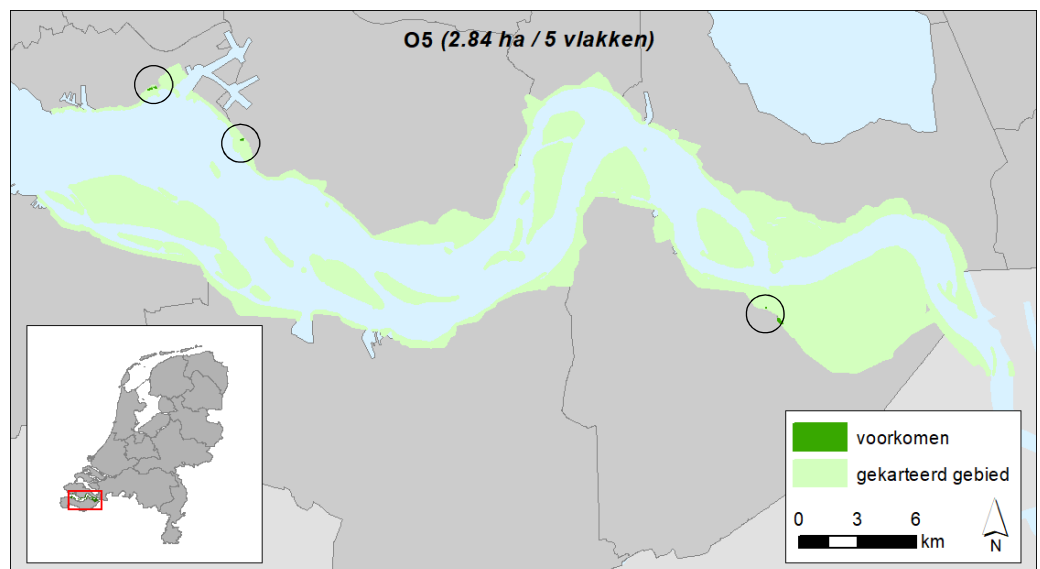 O5 (2.84 ha / 5 vlakken)
voorkomen
gekarteerd gebied
0 3 6
km
N